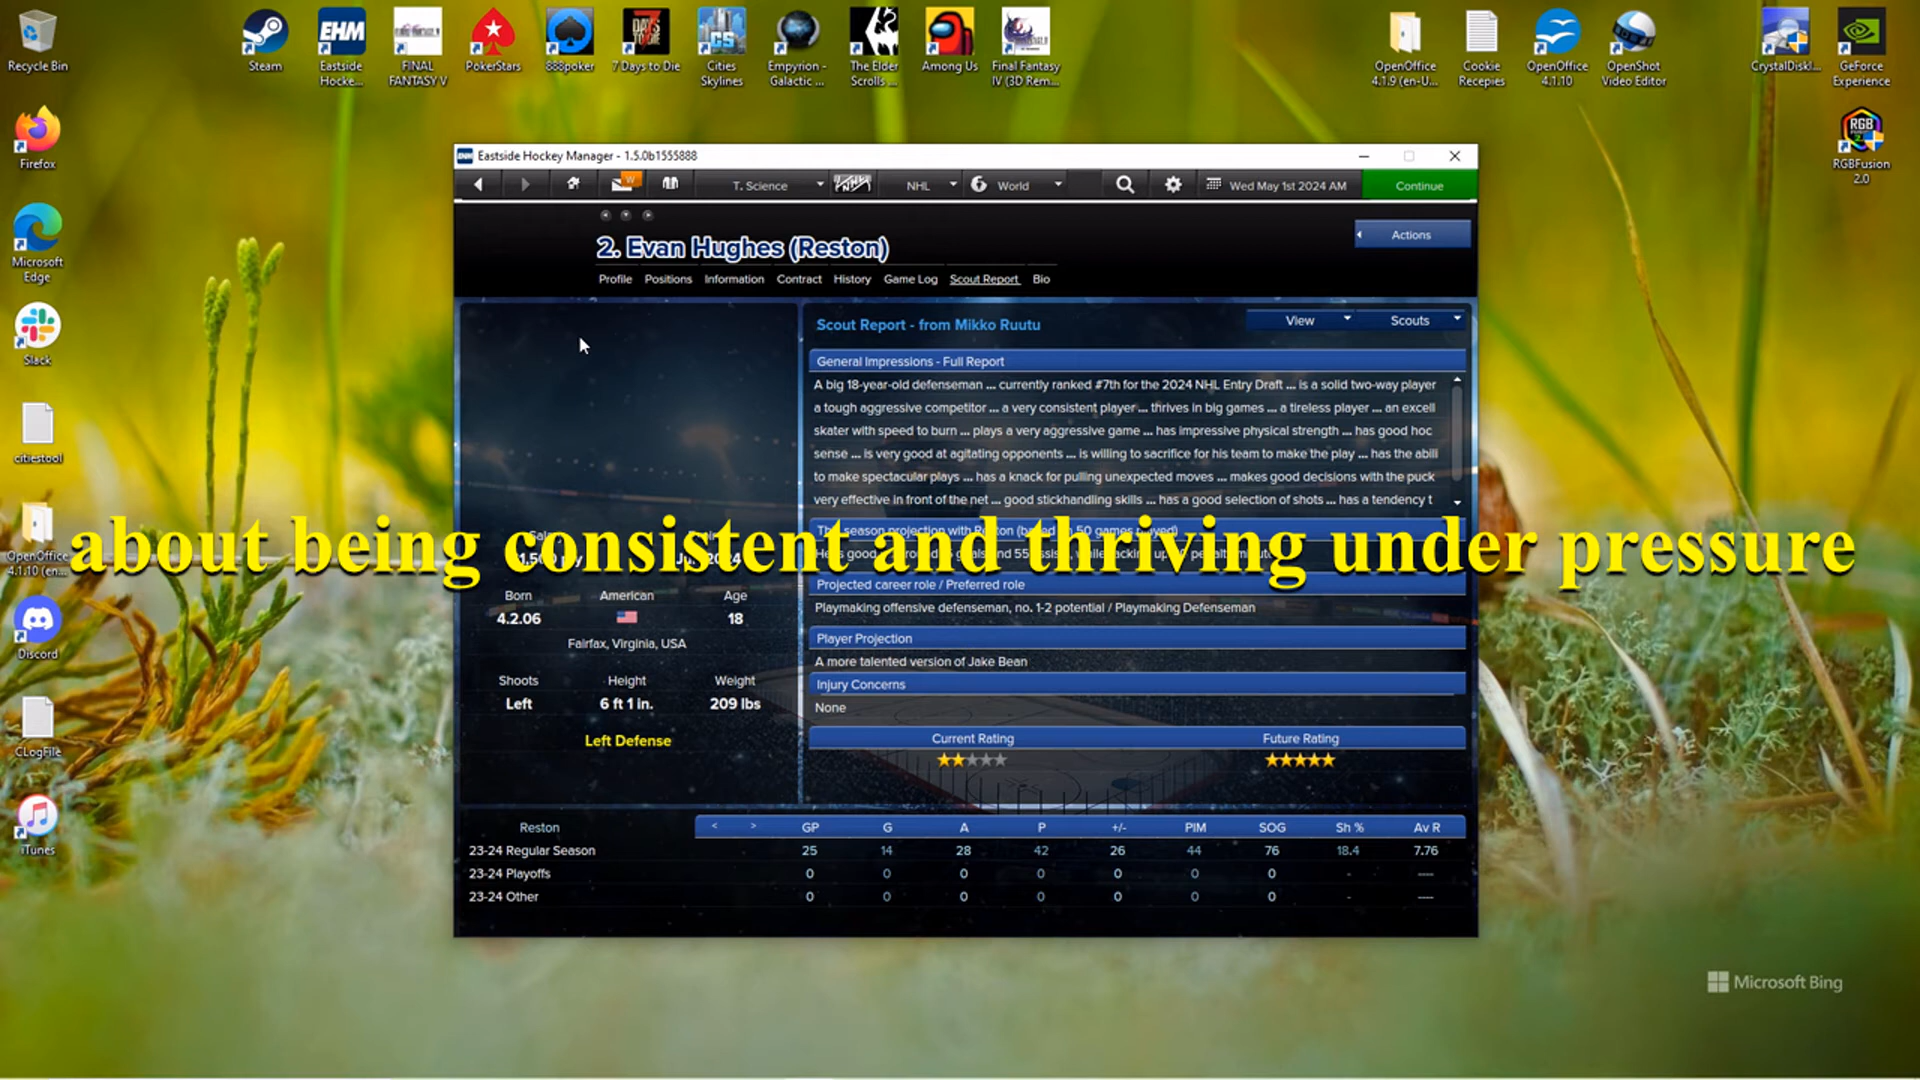 Recycle Bin
Steam
Eastside Hocke...
FINAL FANTASY V
PokerStars
888poker
7 Days to Die
Cities Skylines
Empyrion - Galactic ...
The Elder Scrolls ...
Among Us
Final Fantasy IV (3D Rem...
OpenOffice 4.1.9 (en-U...
Cookie Recepies
OpenOffice 4.1.10
OpenShot Video Editor
CrystalDiskI...
GeForce Experience
Firefox
RGBFusion 2.0
Microsoft Edge
Slack
citiestool
OpenOffice 4.1.10 (en...
Discord
CLogFile
iTunes
Eastside Hockey Manager - 1.5.0b1555888
T. Science
NHL
World
Wed May 1st 2024 AM
Continue
2. Evan Hughes (Reston)
Actions
Profile Positions Information Contract History Game Log Scout Report Bio
Scout Report - from Mikko Ruutu
View
Scouts
General Impressions - Full Report
A big 18-year-old defenseman ... currently ranked #7th for the 2024 NHL Entry Draft ... is a solid two-way player
a tough aggressive competitor ... a very consistent player ... thrives in big games ... a tireless player ... an excell
skater with speed to burn ... plays a very aggressive game ... has impressive physical strength ... has good hoc
sense ... is very good at agitating opponents ... is willing to sacrifice for his team to make the play ... has the abili
to make spectacular plays ... has a knack for pulling unexpected moves ... makes good decisions with the puck
very effective in front of the net ... good stickhandling skills ... has a good selection of shots ... has a tendency t
about being consistent and thriving under pressure
Projected career role / Preferred role
Playmaking offensive defenseman, no. 1-2 potential / Playmaking Defenseman
Player Projection
A more talented version of Jake Bean
Injury Concerns
None
Current Rating Future Rating
Born American Age
4.2.06 18
Fairfax, Virginia, USA
Shoots Height Weight
Left 6 ft 1 in. 209 lbs
Left Defense
Reston < > GP G A P +/- PIM SOG Sh % Av R
23-24 Regular Season 25 14 28 42 26 44 76 18.4 7.76
23-24 Playoffs 0 0 0 0 0 0 0 - ----
23-24 Other 0 0 0 0 0 0 0 - ----
Microsoft Bing